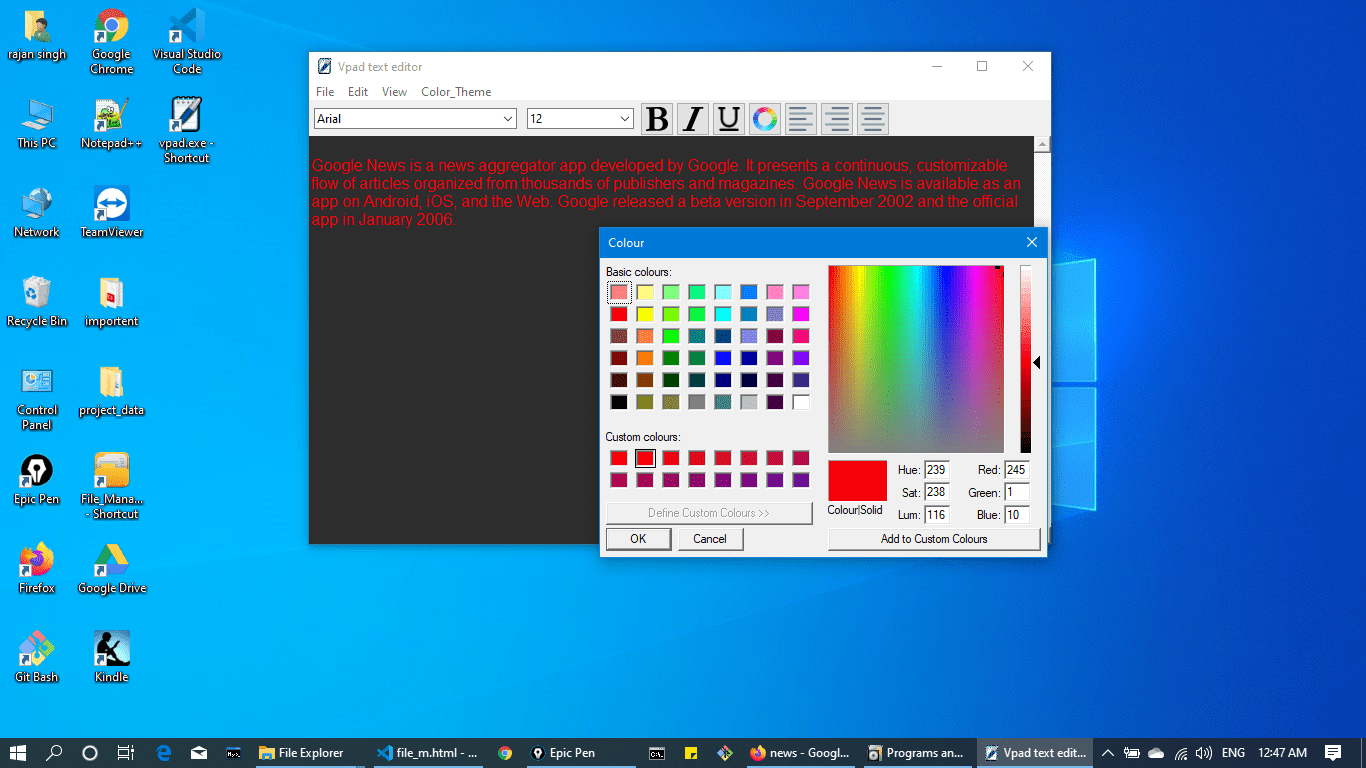 rajan singh
Google
Chrome
Visual Studio
Code
This PC
Notepad++
vpad.exe -
Shortcut
Network
TeamViewer
Recycle Bin
importent
Control
Panel
project_data
Epic Pen
File_Mana...
- Shortcut
Firefox
Google Drive
Git Bash
Kindle
Vpad text editor
File Edit View Color_Theme
Arial 12 B I U
Google News is a news aggregator app developed by Google. It presents a continuous, customizable
flow of articles organized from thousands of publishers and magazines. Google News is available as an
app on Android, iOS, and the Web. Google released a beta version in September 2002 and the official
app in January 2006.
Colour
Basic colours:
Custom colours:
Define Custom Colours >>
OK Cancel
Colour|Solid
Hue: 239 Red: 245
Sat: 238 Green: 1
Lum: 116 Blue: 10
Add to Custom Colours
File Explorer file_m.html - ... Epic Pen news - Googl... Programs an... Vpad text edit... ENG 12:47 AM